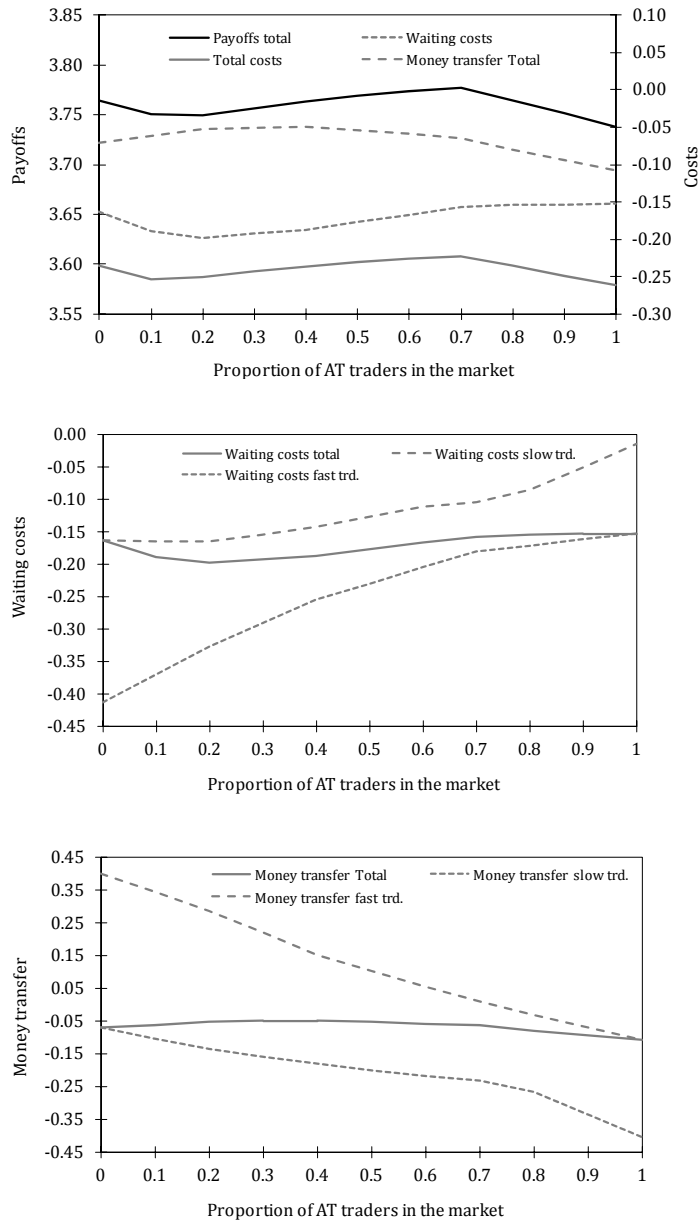 3.85 0.10
Payoffs total Waiting costs
Total costs Money transfer Total
3.80 0.05
0.00
3.75 -0.05
3.70 -0.10
3.65 -0.15
-0.20
3.60 -0.25
3.55 -0.30
Payoffs
Costs
0 0.1 0.2 0.3 0.4 0.5 0.6 0.7 0.8 0.9 1
Proportion of AT traders in the market
0.00
Waiting costs total Waiting costs slow trd.
Waiting costs fast trd.
-0.05
-0.10
-0.15
-0.20
-0.25
-0.30
-0.35
-0.40
-0.45
Waiting costs
0 0.1 0.2 0.3 0.4 0.5 0.6 0.7 0.8 0.9 1
Proportion of AT traders in the market
0.45
Money transfer Total Money transfer slow trd.
Money transfer fast trd.
0.35
0.25
0.15
0.05
-0.05
-0.15
-0.25
-0.35
-0.45
Money transfer
0 0.1 0.2 0.3 0.4 0.5 0.6 0.7 0.8 0.9 1
Proportion of AT traders in the market